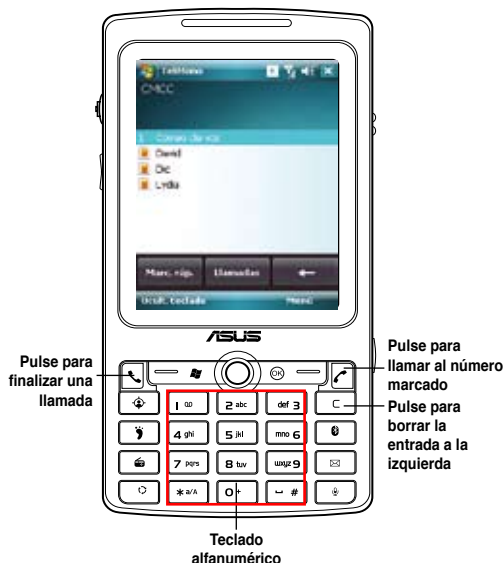 Teléfono
CMCC
1 Correo de voz
David
Dic
Lydia
Marc. ráp.
Llamadas
Ocult. teclado
Menú
ASUS
Pulse para
finalizar una
llamada
OK
Pulse para
llamar al número
marcado
C
Pulse para
borrar la
entrada a la
izquierda
1
2 abc
def 3
4 ghi
5 jkl
mno 6
7 pqrs
8 tuv
wxyz 9
* a/A
0 +
#
Teclado
alfanumérico